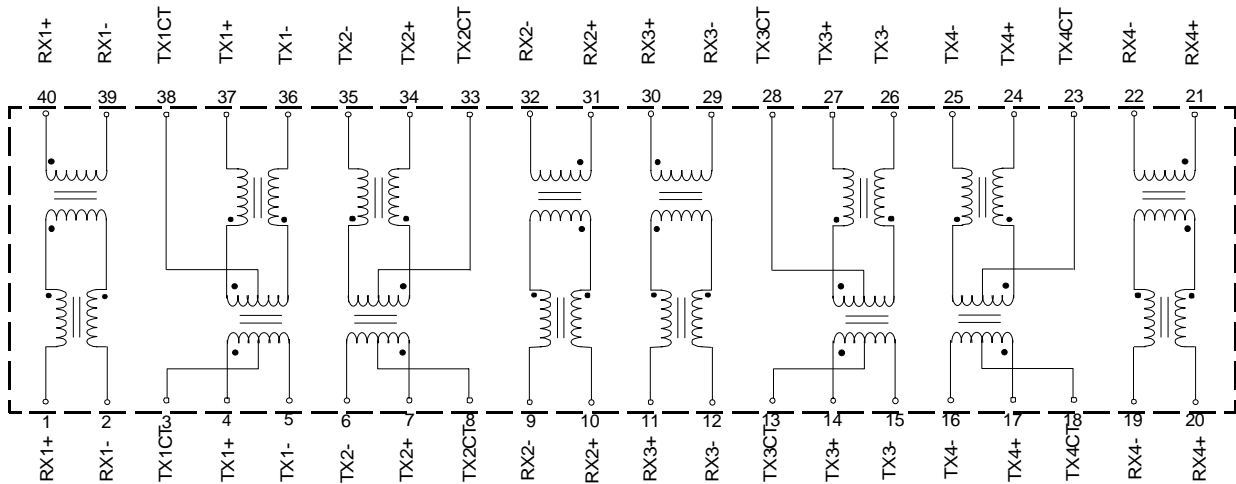 RX1+ RX1- TX1CT TX1+ TX1- TX2- TX2+ TX2CT RX2- RX2+ RX3+ RX3- TX3CT TX3+ TX3- TX4- TX4+ TX4CT RX4- RX4+
40 39 38 37 36 35 34 33 32 31 30 29 28 27 26 25 24 23 22 21
1 2 3 4 5 6 7 8 9 10 11 12 13 14 15 16 17 18 19 20
RX1+ RX1- TX1CT TX1+ TX1- TX2- TX2+ TX2CT RX2- RX2+ RX3+ RX3- TX3CT TX3+ TX3- TX4- TX4+ TX4CT RX4- RX4+